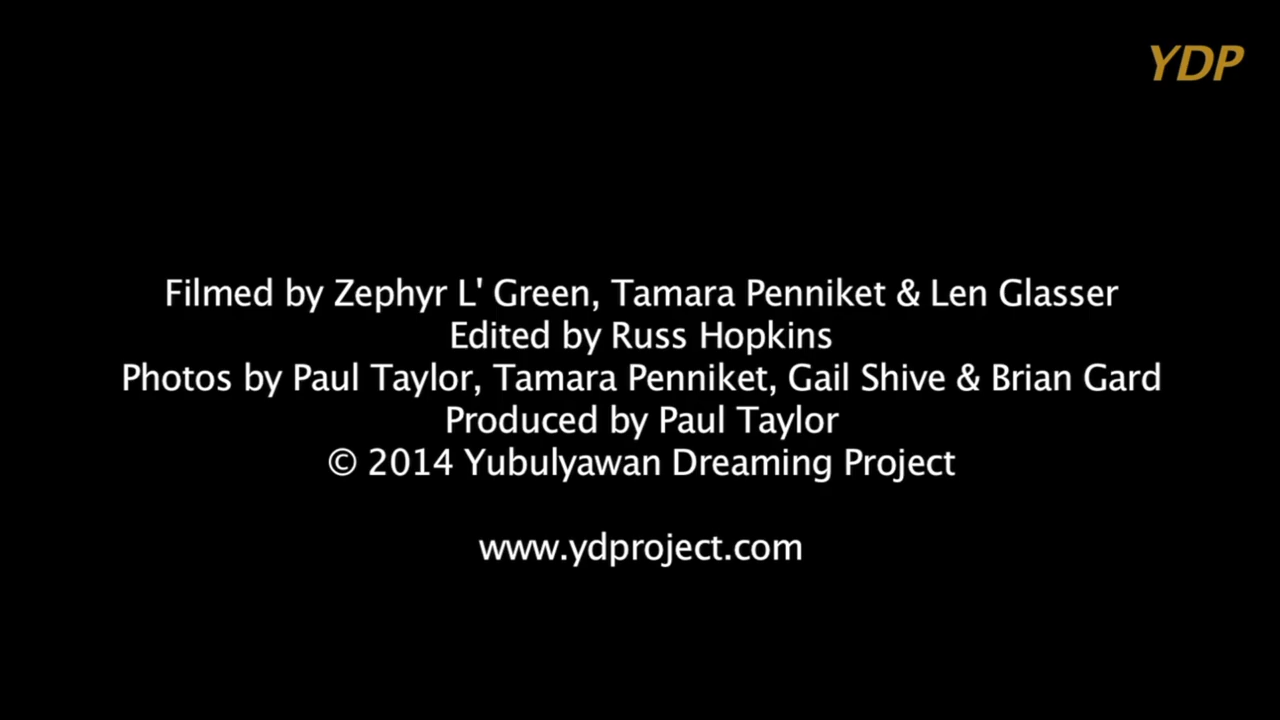 YDP
Filmed by Zephyr L' Green, Tamara Penniket & Len Glasser
Edited by Russ Hopkins
Photos by Paul Taylor, Tamara Penniket, Gail Shive & Brian Gard
Produced by Paul Taylor
© 2014 Yubulyawan Dreaming Project
www.ydproject.com